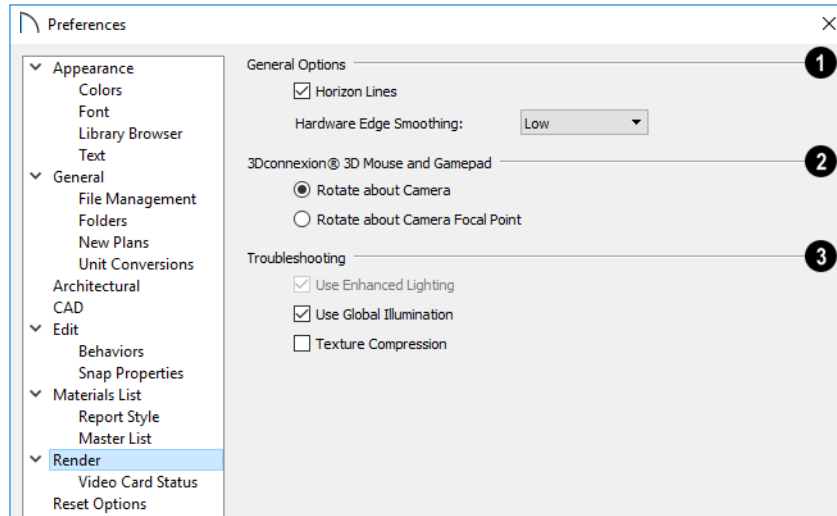 Preferences
Appearance
Colors
Font
Library Browser
Text
General
File Management
Folders
New Plans
Unit Conversions
Architectural
CAD
Edit
Behaviors
Snap Properties
Materials List
Report Style
Master List
Render
Video Card Status
Reset Options
General Options
1
Horizon Lines
Hardware Edge Smoothing: Low
3Dconnexion® 3D Mouse and Gamepad
2
Rotate about Camera
Rotate about Camera Focal Point
Troubleshooting
3
Use Enhanced Lighting
Use Global Illumination
Texture Compression